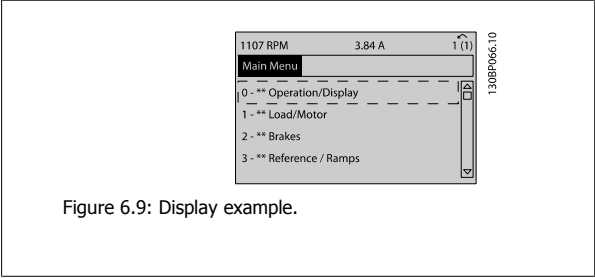 1107 RPM 3.84 A 1 (1)
Main Menu
0 - ** Operation/Display
1 - ** Load/Motor
2 - ** Brakes
3 - ** Reference / Ramps
130BP066.10
Figure 6.9: Display example.